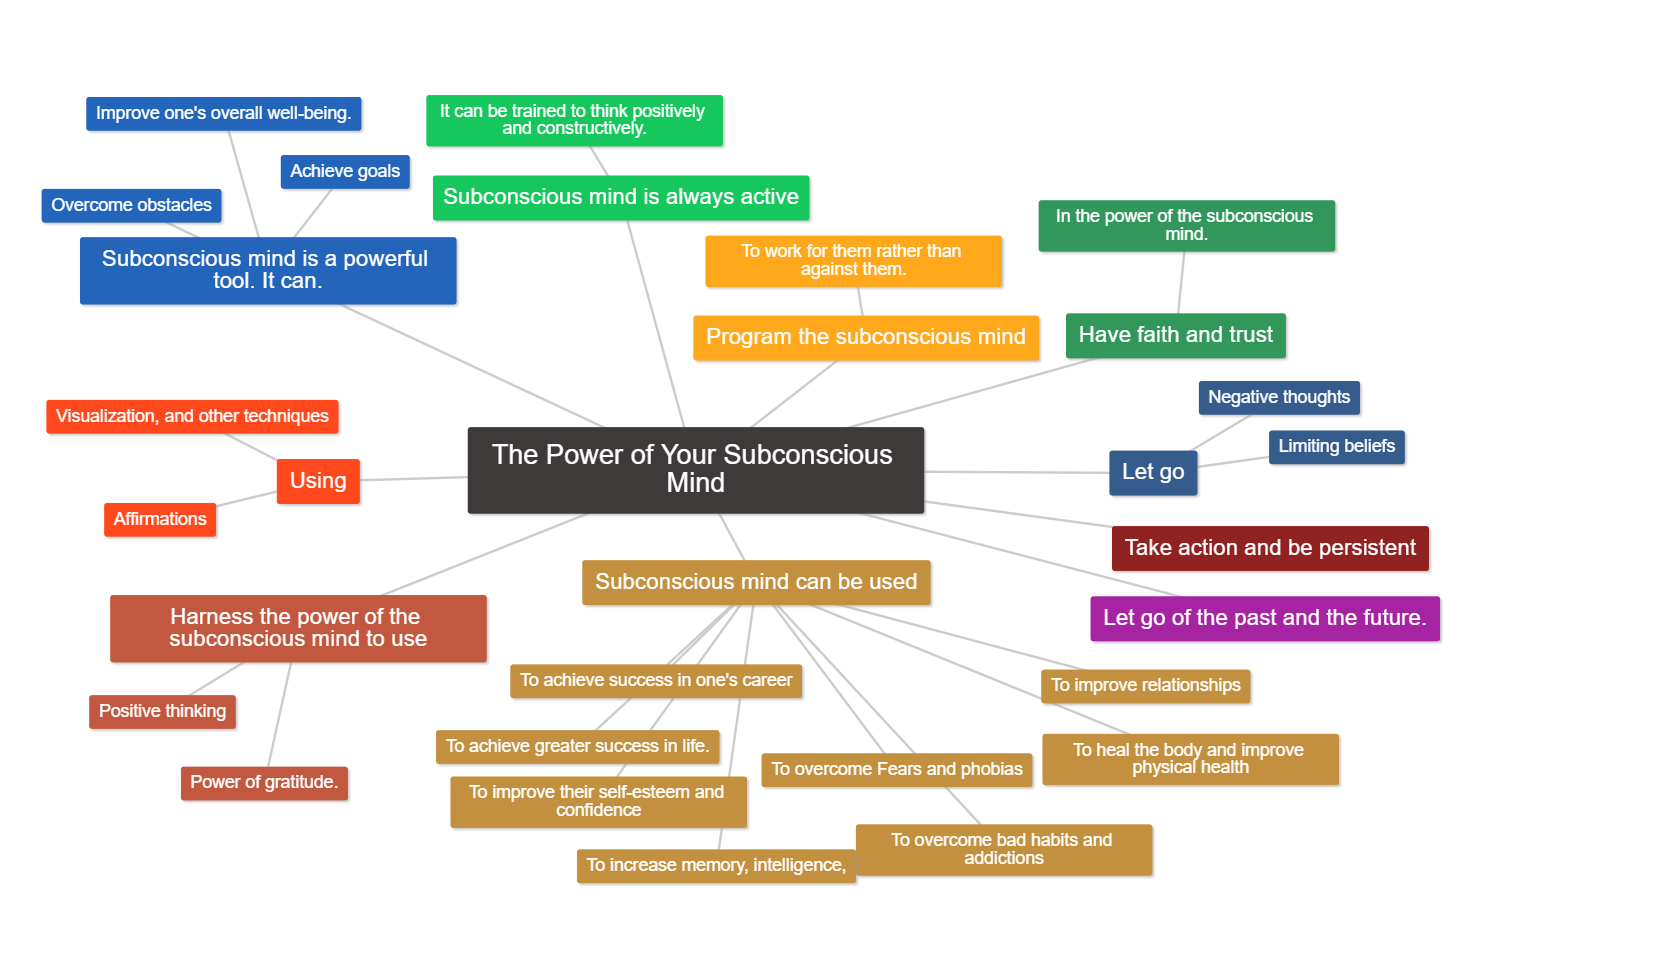 Improve one's overall well-being.
Achieve goals
Overcome obstacles
Subconscious mind is a powerful
tool. It can.
It can be trained to think positively
and constructively.
Subconscious mind is always active
To work for them rather than
against them.
Program the subconscious mind
In the power of the subconscious
mind.
Have faith and trust
Negative thoughts
Limiting beliefs
Let go
Visualization, and other techniques
Using
Affirmations
The Power of Your Subconscious
Mind
Take action and be persistent
Let go of the past and the future.
Harness the power of the
subconscious mind to use
Positive thinking
Power of gratitude.
Subconscious mind can be used
To achieve success in one's career
To achieve greater success in life.
To improve their self-esteem and
confidence
To increase memory, intelligence,
To overcome Fears and phobias
To overcome bad habits and
addictions
To improve relationships
To heal the body and improve
physical health